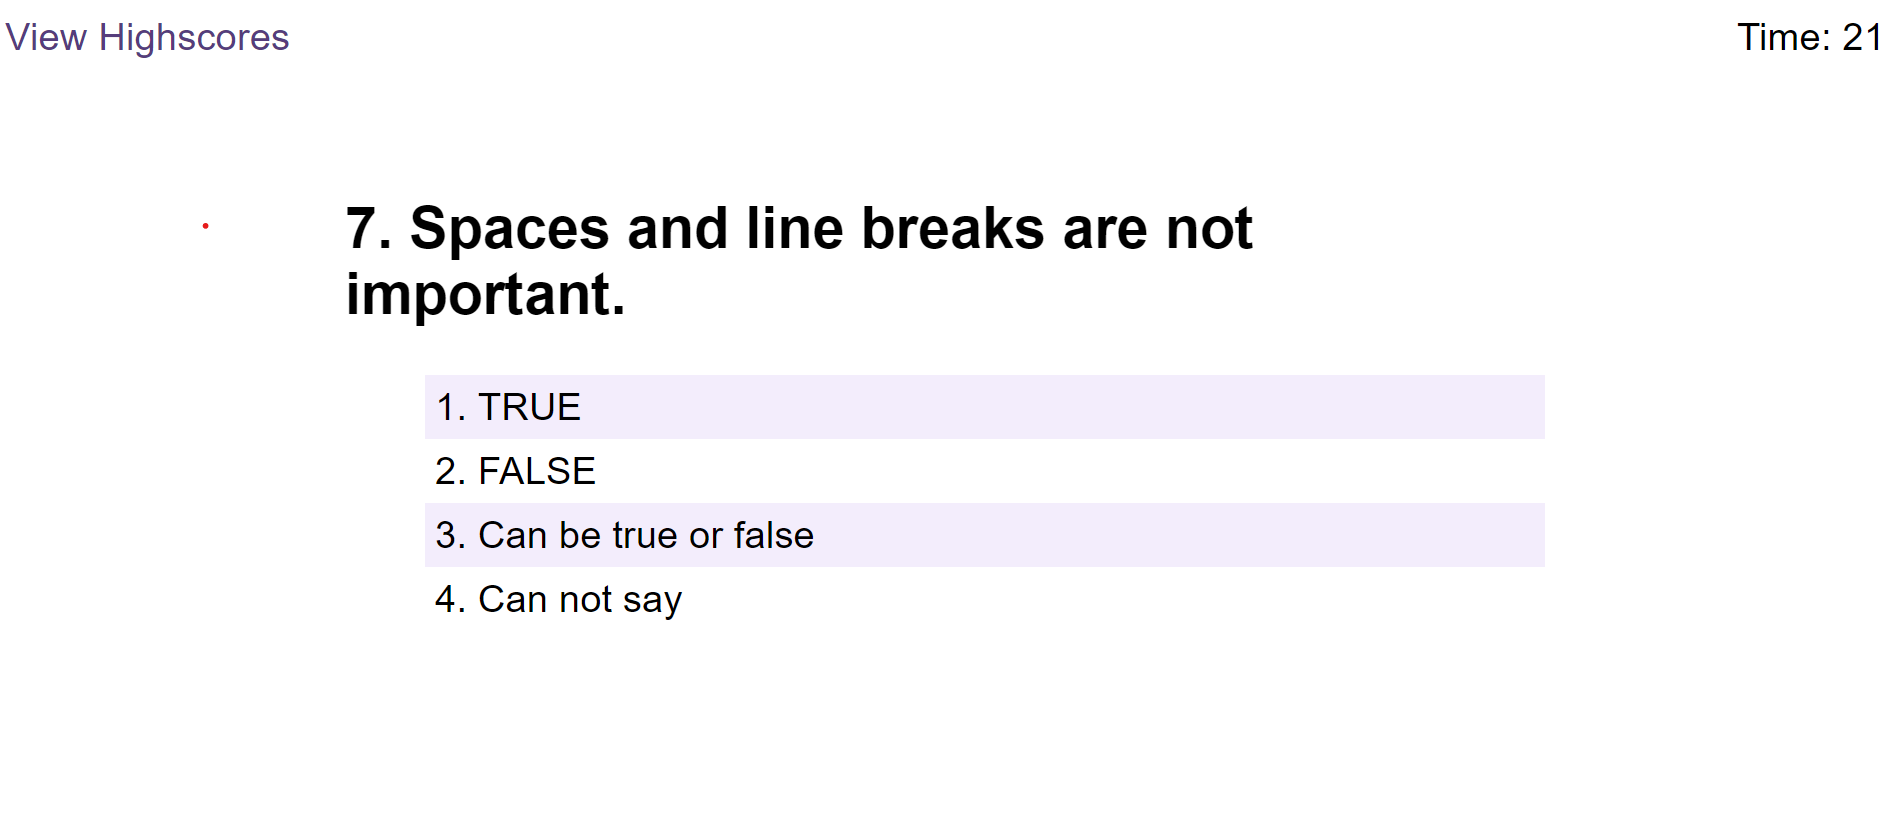 View Highscores
Time: 21
7. Spaces and line breaks are not
important.
1. TRUE
2. FALSE
3. Can be true or false
4. Can not say